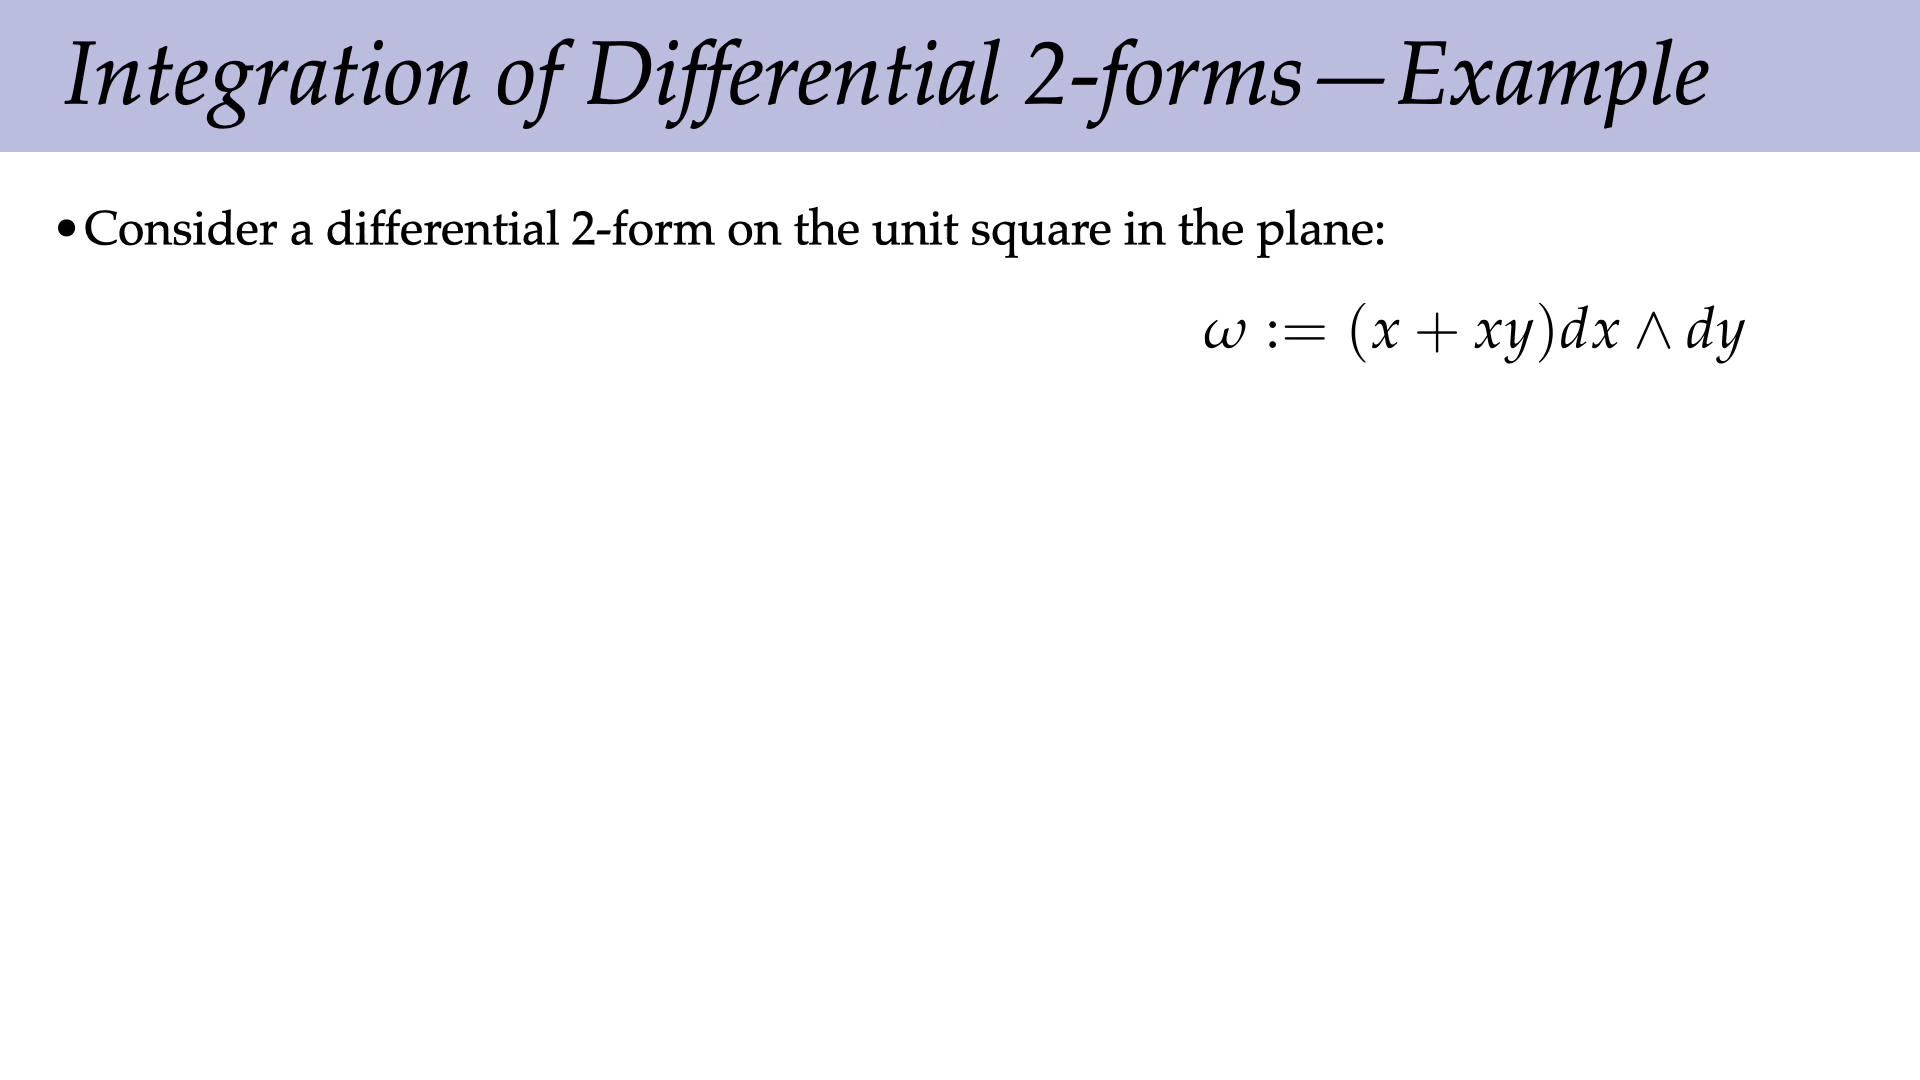 Integration of Differential 2-forms—Example
•Consider a differential 2-form on the unit square in the plane:
ω := (x + xy)dx ∧ dy